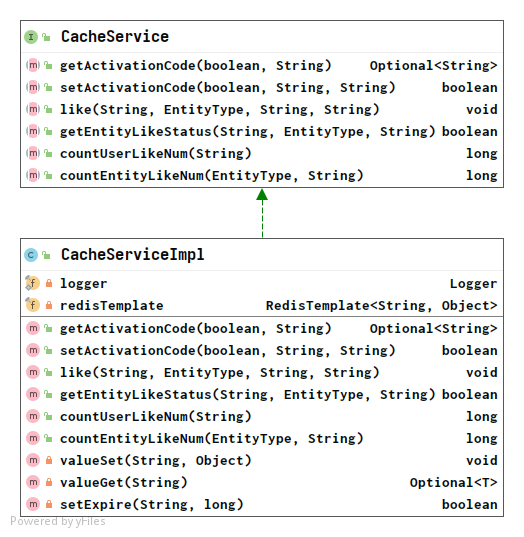 I CacheService
m getActivationCode(boolean, String) Optional<String>
m setActivationCode(boolean, String, String) boolean
m like(String, EntityType, String, String) void
m getEntityLikeStatus(String, EntityType, String) boolean
m countUserLikeNum(String) long
m countEntityLikeNum(EntityType, String) long
C CacheServiceImpl
f logger Logger
f redisTemplate RedisTemplate<String, Object>
m getActivationCode(boolean, String) Optional<String>
m setActivationCode(boolean, String, String) boolean
m like(String, EntityType, String, String) void
m getEntityLikeStatus(String, EntityType, String) boolean
m countUserLikeNum(String) long
m countEntityLikeNum(EntityType, String) long
m valueSet(String, Object) void
m valueGet(String) Optional<T>
m setExpire(String, long) boolean
Powered by yFiles